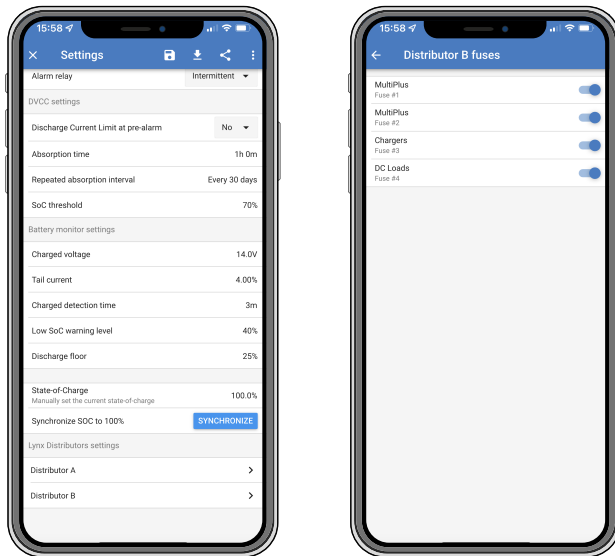 15:58
Settings
Alarm relay
Intermittent
DVCC settings
Discharge Current Limit at pre-alarm
No
Absorption time
1h 0m
Repeated absorption interval
Every 30 days
SoC threshold
70%
Battery monitor settings
Charged voltage
14.0V
Tail current
4.00%
Charged detection time
3m
Low SoC warning level
40%
Discharge floor
25%
State-of-Charge
Manually set the current state-of-charge
100.0%
Synchronize SOC to 100%
SYNCHRONIZE
Lynx Distributors settings
Distributor A
Distributor B
15:58
Distributor B fuses
MultiPlus
Fuse #1
MultiPlus
Fuse #2
Chargers
Fuse #3
DC Loads
Fuse #4